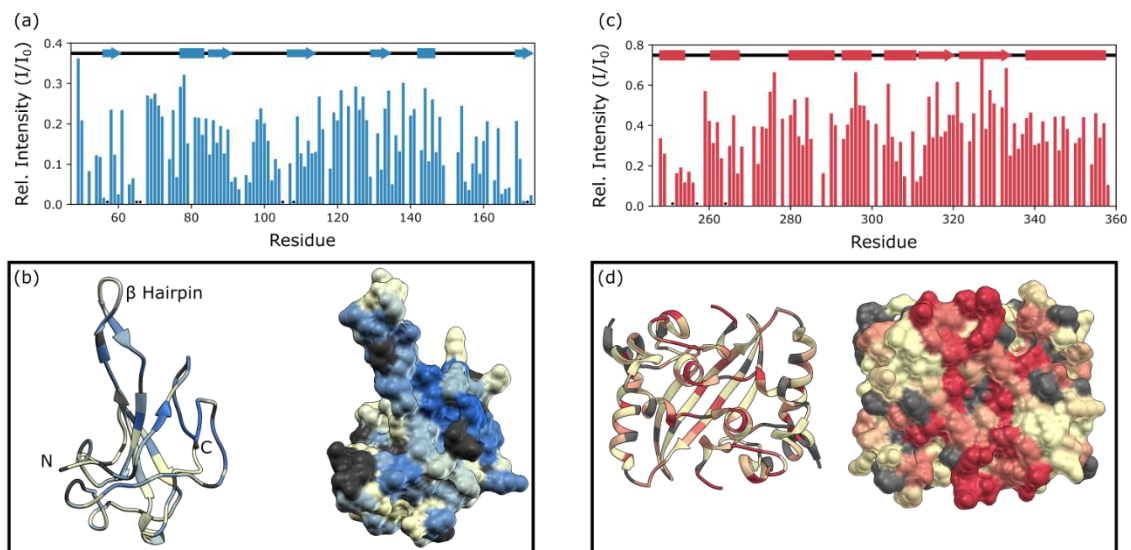 (a)
Rel. Intensity (I/I₀)
0.4
0.3
0.2
0.1
0.0
60 80 100 120 140 160
Residue
(c)
Rel. Intensity (I/I₀)
0.8
0.6
0.4
0.2
0.0
260 280 300 320 340 360
Residue
(b)
β Hairpin
N
C
(d)